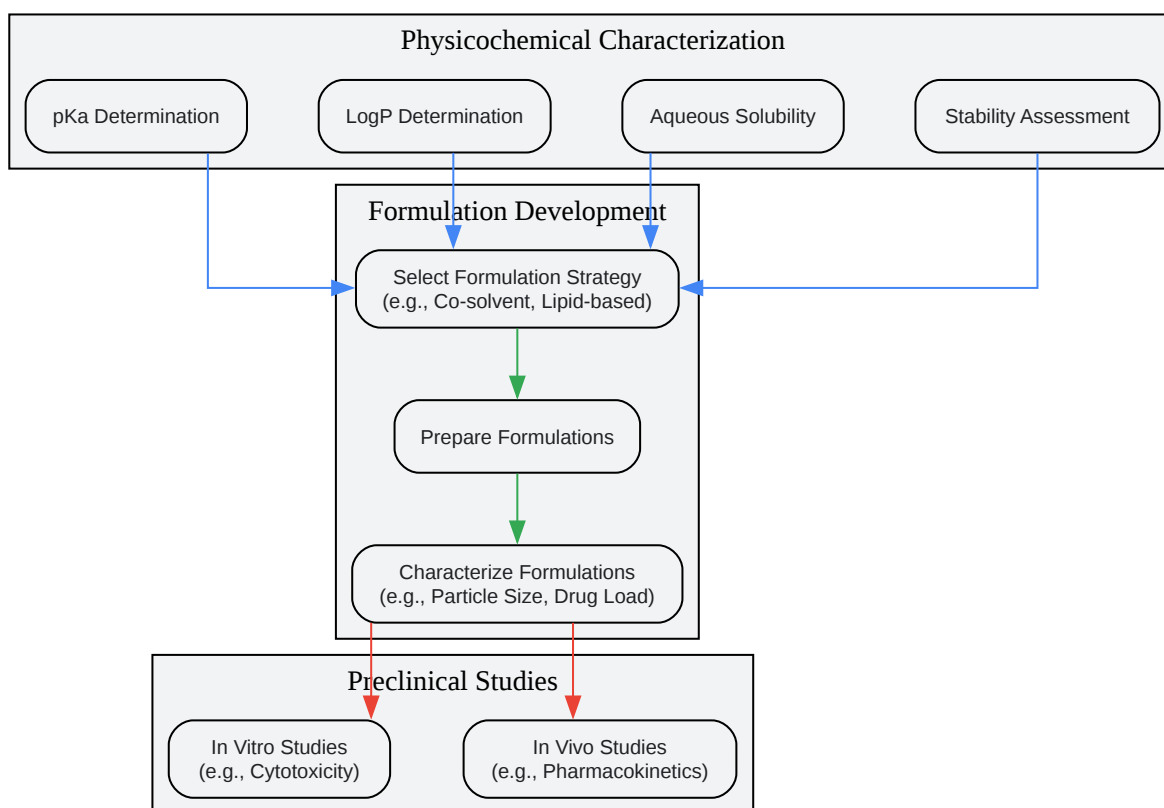 Physicochemical Characterization
pKa Determination
LogP Determination
Aqueous Solubility
Stability Assessment
Formulation Development
Select Formulation Strategy
(e.g., Co-solvent, Lipid-based)
Prepare Formulations
Characterize Formulations
(e.g., Particle Size, Drug Load)
Preclinical Studies
In Vitro Studies
(e.g., Cytotoxicity)
In Vivo Studies
(e.g., Pharmacokinetics)